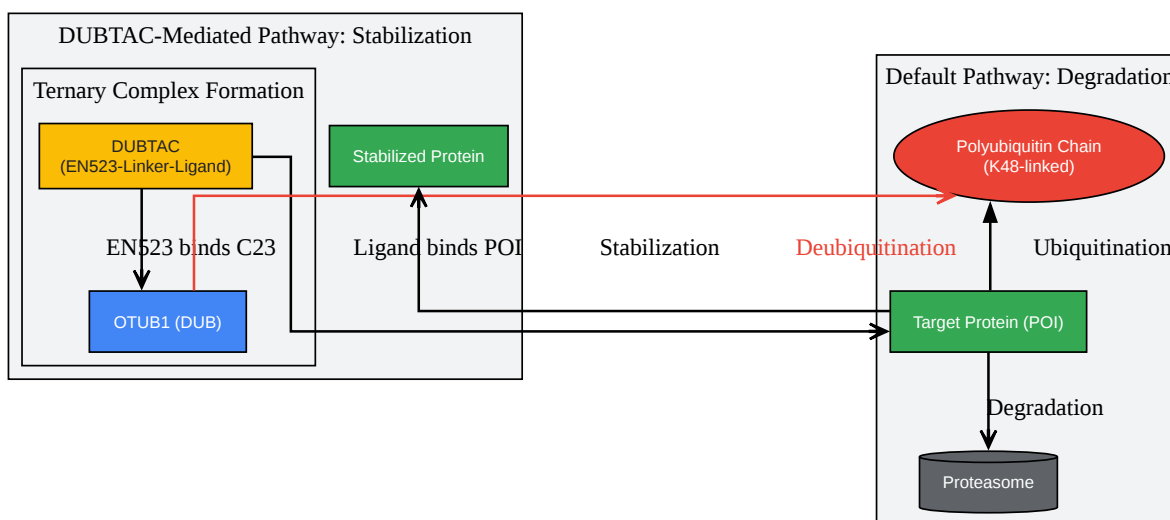 DUBTAC-Mediated Pathway: Stabilization
Default Pathway: Degradation
Ternary Complex Formation
DUBTAC
(EN523-Linker-Ligand)
Stabilized Protein
Polyubiquitin Chain
(K48-linked)
EN523 binds C23
Ligand binds POI
Stabilization
Deubiquitination
Ubiquitination
OTUB1 (DUB)
Target Protein (POI)
Degradation
Proteasome